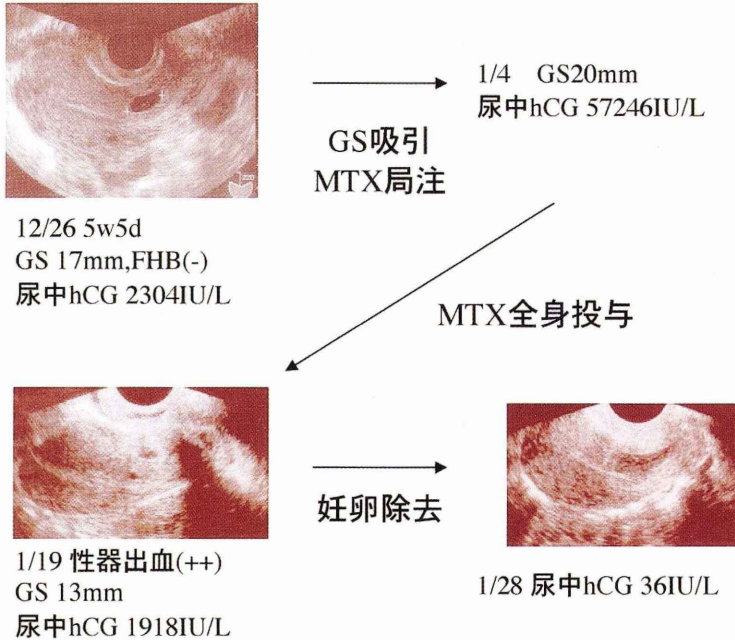 1/4 GS20mm
尿中hCG 57246IU/L
GS吸引
MTX局注
12/26 5w5d
GS 17mm,FHB(-)
尿中hCG 2304IU/L
MTX全身投与
妊卵除去
1/19 性器出血(++)
GS 13mm
尿中hCG 1918IU/L
1/28 尿中hCG 36IU/L